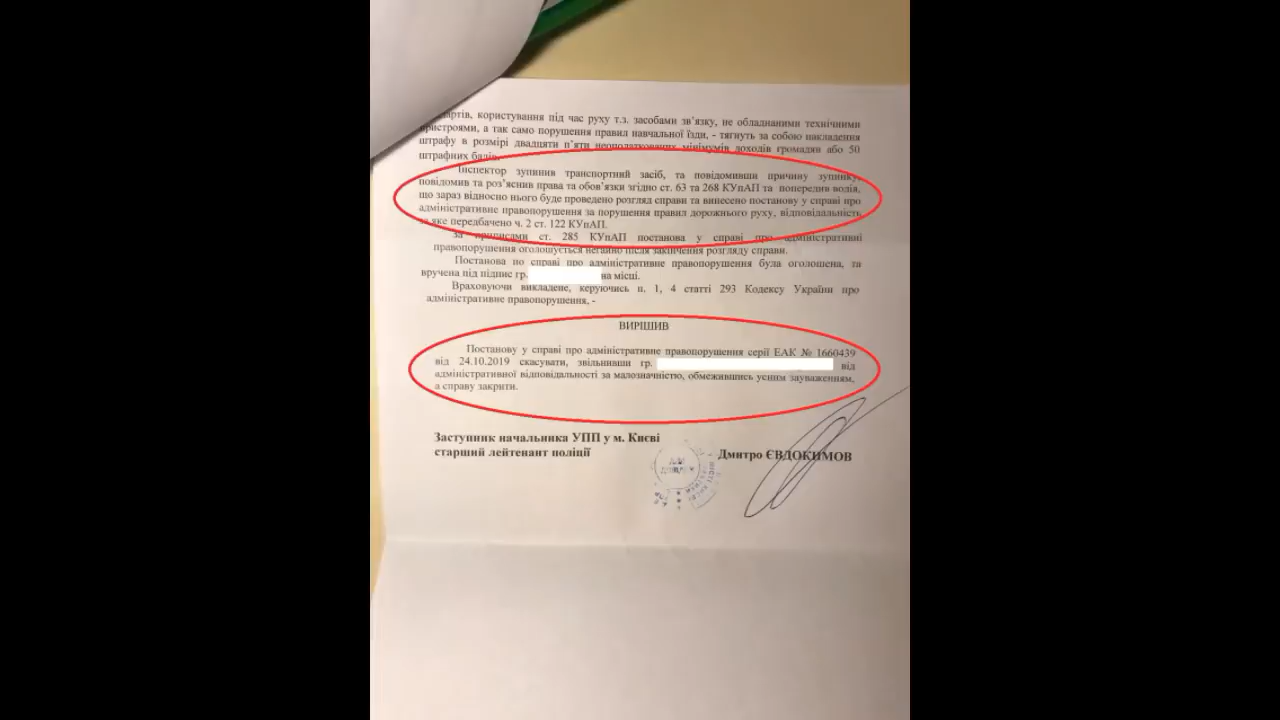 користування під час руху т.з. засобами зв'язку, не обладнаними технічними
пристроями, а так само порушення правил навчальної їзди, - тягнуть за собою накладення
штрафу в розмірі двадцяти п'яти неоподаткованих мінімумів доходів громадян або 50
штрафних балів.
Інспектор зупинив транспортний засіб, та повідомивши причину зупинку,
повідомив та роз'яснив права та обов'язки згідно ст. 63 та 268 КУпАП та попередив водія,
що зараз відносно нього буде проведено розгляд справи та винесено постанову у справі про
адміністративне правопорушення за порушення правил дорожнього руху, відповідальність
за яке передбачено ч. 2 ст. 122 КУпАП.
за приписами ст. 285 КУпАП постанова у справі про адміністративні
правопорушення оголошується негайно після закінчення розгляду справи.
Постанова по справі про адміністративне правопорушення була оголошена, та
вручена під підпис гр. на місці.
Враховуючи викладене, керуючись п. 1, 4 статті 293 Кодексу України про
адміністративне правопорушення, -
ВИРІШИВ
Постанову у справі про адміністративне правопорушення серії ЕАК № 1660439
від 24.10.2019 скасувати, звільнивши гр. від
адміністративної відповідальності за малозначністю, обмежившись усним зауваженням,
а справу закрити.
Заступник начальника УПП у м. Києві
старший лейтенант поліції Дмитро ЄВДОКИМОВ